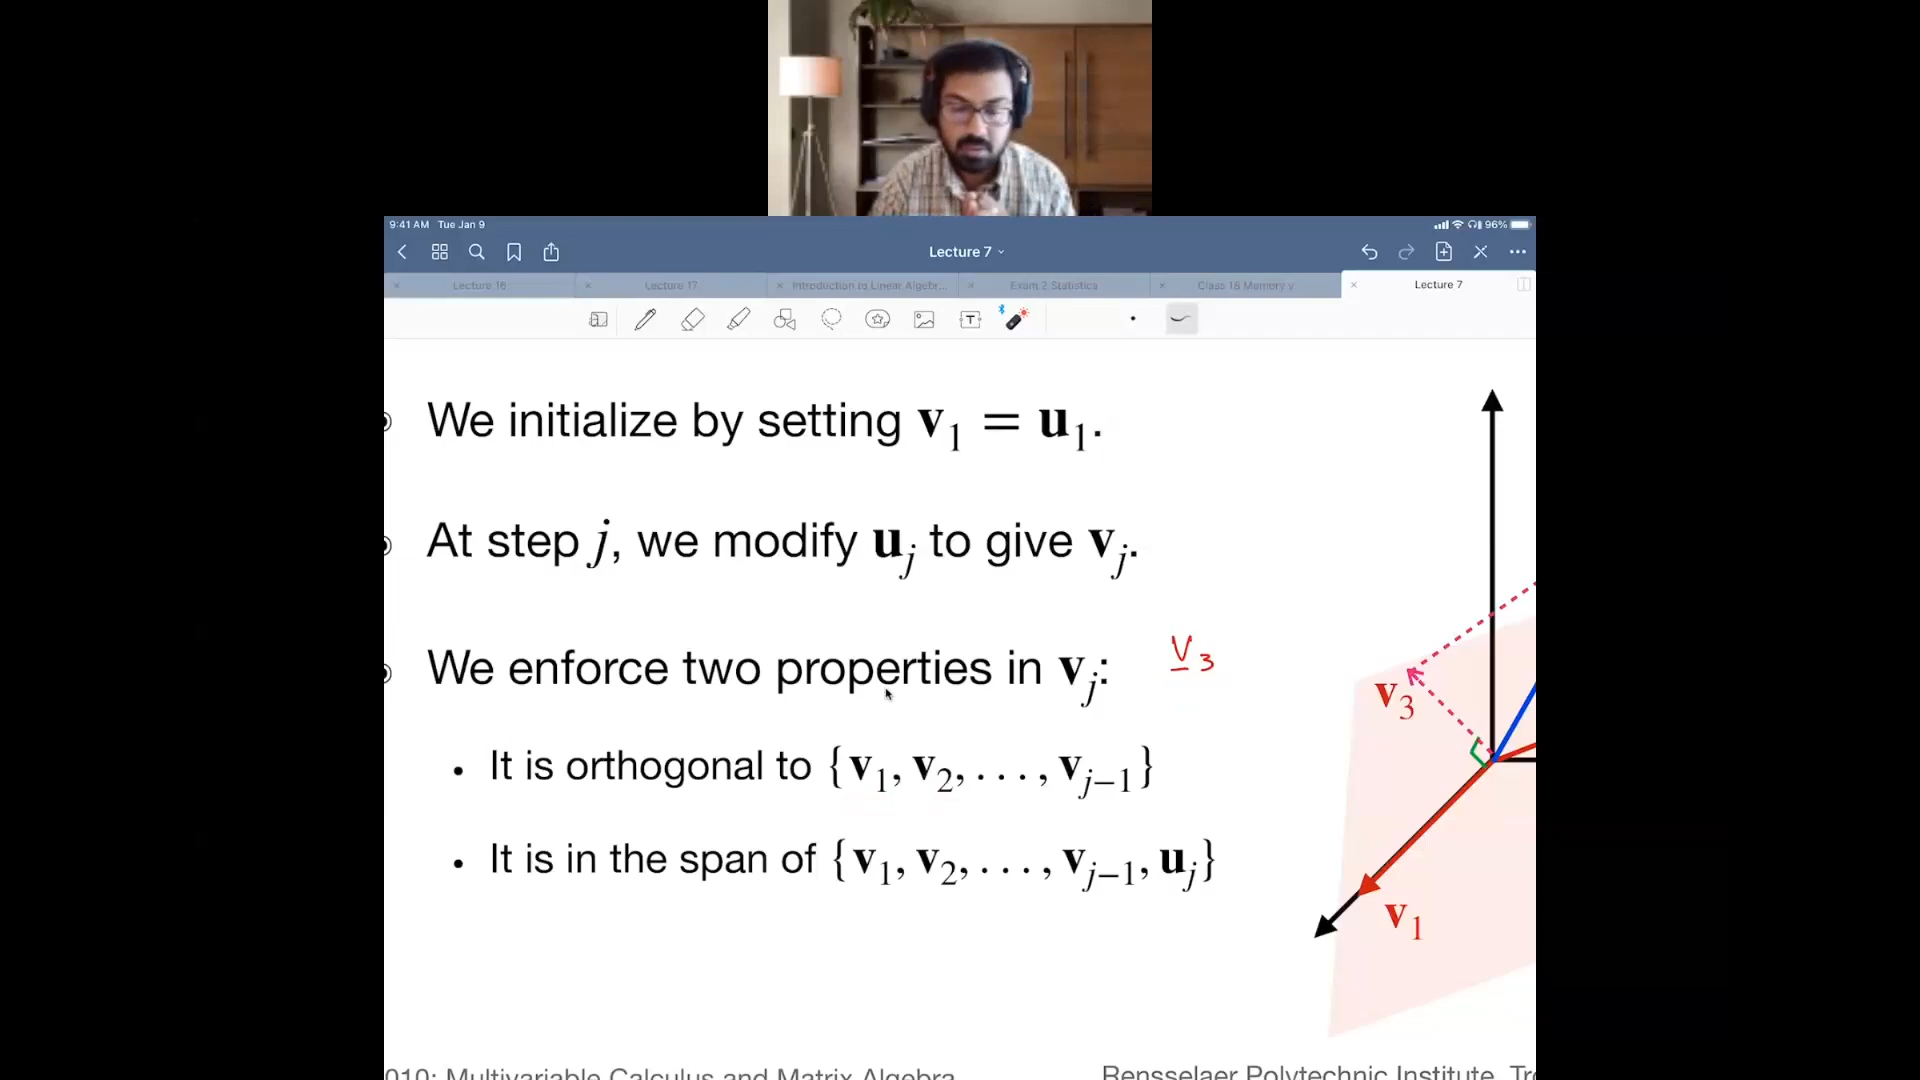 9:41 AM Tue Jan 9
96%
Lecture 7
Lecture 16
Lecture 17
Introduction to Linear Algebr...
Exam 2 Statistics
Class 18 Memory v
Lecture 7
We initialize by setting v₁ = u₁.
At step j, we modify uⱼ to give vⱼ.
We enforce two properties in vⱼ:
V₃
• It is orthogonal to {v₁, v₂, . . . , vⱼ₋₁}
• It is in the span of {v₁, v₂, . . . , vⱼ₋₁, uⱼ}
v₃
v₁
010: Multivariable Calculus and Matrix Algebra
Rensselaer Polytechnic Institute, Tro